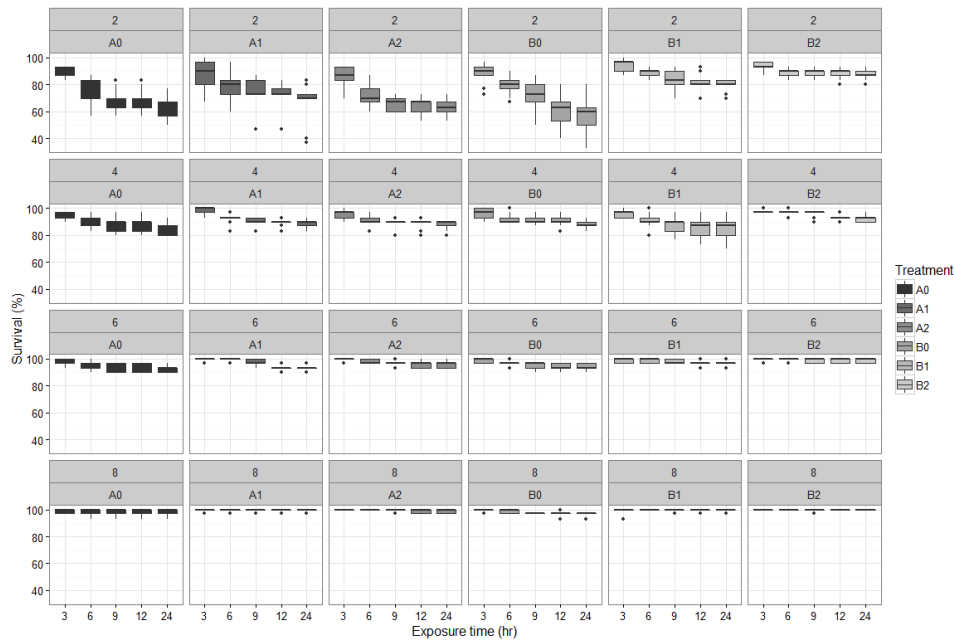 2 2 2 2 2 2
A0 A1 A2 B0 B1 B2
100
80
60
40
4 4 4 4 4 4
A0 A1 A2 B0 B1 B2
100
80
60
40
6 6 6 6 6 6
A0 A1 A2 B0 B1 B2
100
80
60
40
8 8 8 8 8 8
A0 A1 A2 B0 B1 B2
100
80
60
40
3 6 9 12 24 3 6 9 12 24 3 6 9 12 24 3 6 9 12 24 3 6 9 12 24 3 6 9 12 24
Exposure time (hr)
Survival (%)
Treatment
A0
A1
A2
B0
B1
B2